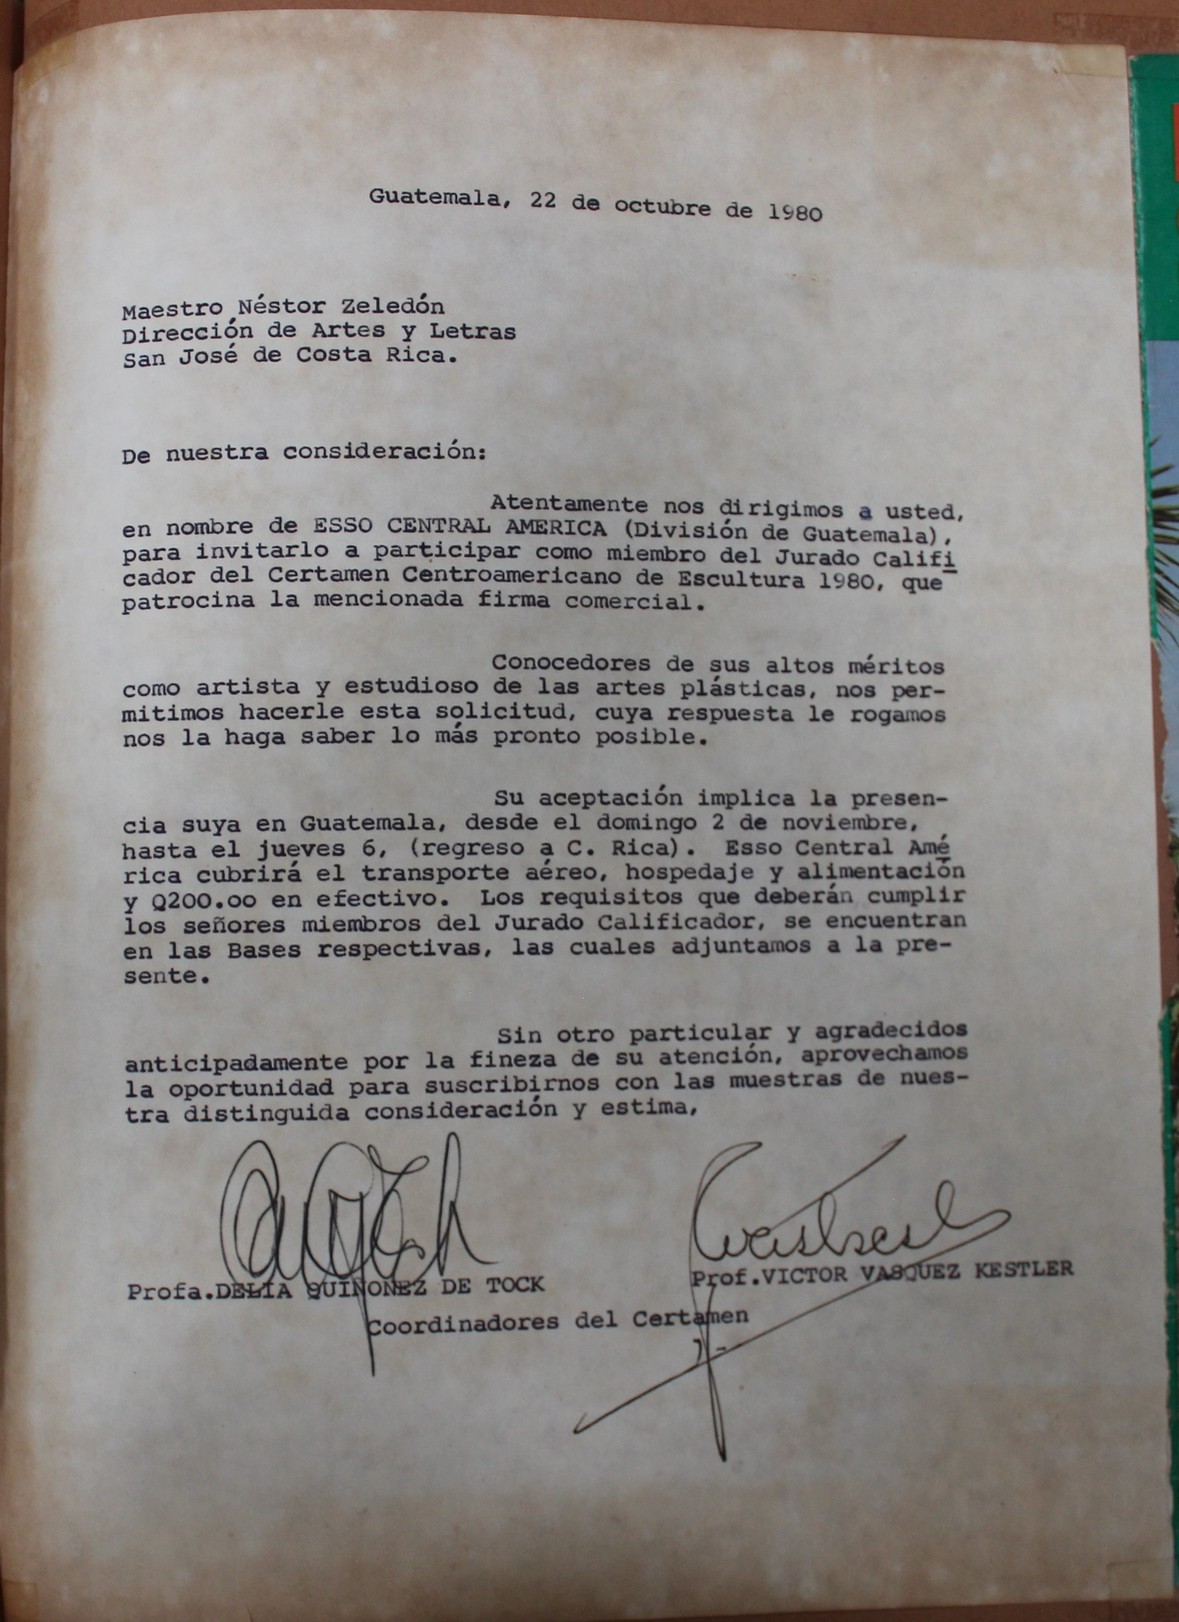 Guatemala, 22 de octubre de 1980
Maestro Néstor Zeledón
Dirección de Artes y Letras
San José de Costa Rica.
De nuestra consideración:
Atentamente nos dirigimos a usted,
en nombre de ESSO CENTRAL AMERICA (División de Guatemala),
para invitarlo a participar como miembro del Jurado Califi
cador del Certamen Centroamericano de Escultura 1980, que
patrocina la mencionada firma comercial.
Conocedores de sus altos méritos
como artista y estudioso de las artes plásticas, nos per-
mitimos hacerle esta solicitud, cuya respuesta le rogamos
nos la haga saber lo más pronto posible.
Su aceptación implica la presen-
cia suya en Guatemala, desde el domingo 2 de noviembre,
hasta el jueves 6, (regreso a C. Rica). Esso Central Amé
rica cubrirá el transporte aéreo, hospedaje y alimentación
y Q200.oo en efectivo. Los requisitos que deberán cumplir
los señores miembros del Jurado Calificador, se encuentran
en las Bases respectivas, las cuales adjuntamos a la pre-
sente.
Sin otro particular y agradecidos
anticipadamente por la fineza de su atención, aprovechamos
la oportunidad para suscribirnos con las muestras de nues-
tra distinguida consideración y estima,
Profa.DELIA QUIÑONEZ DE TOCK Prof.VICTOR VASQUEZ KESTLER
Coordinadores del Certamen